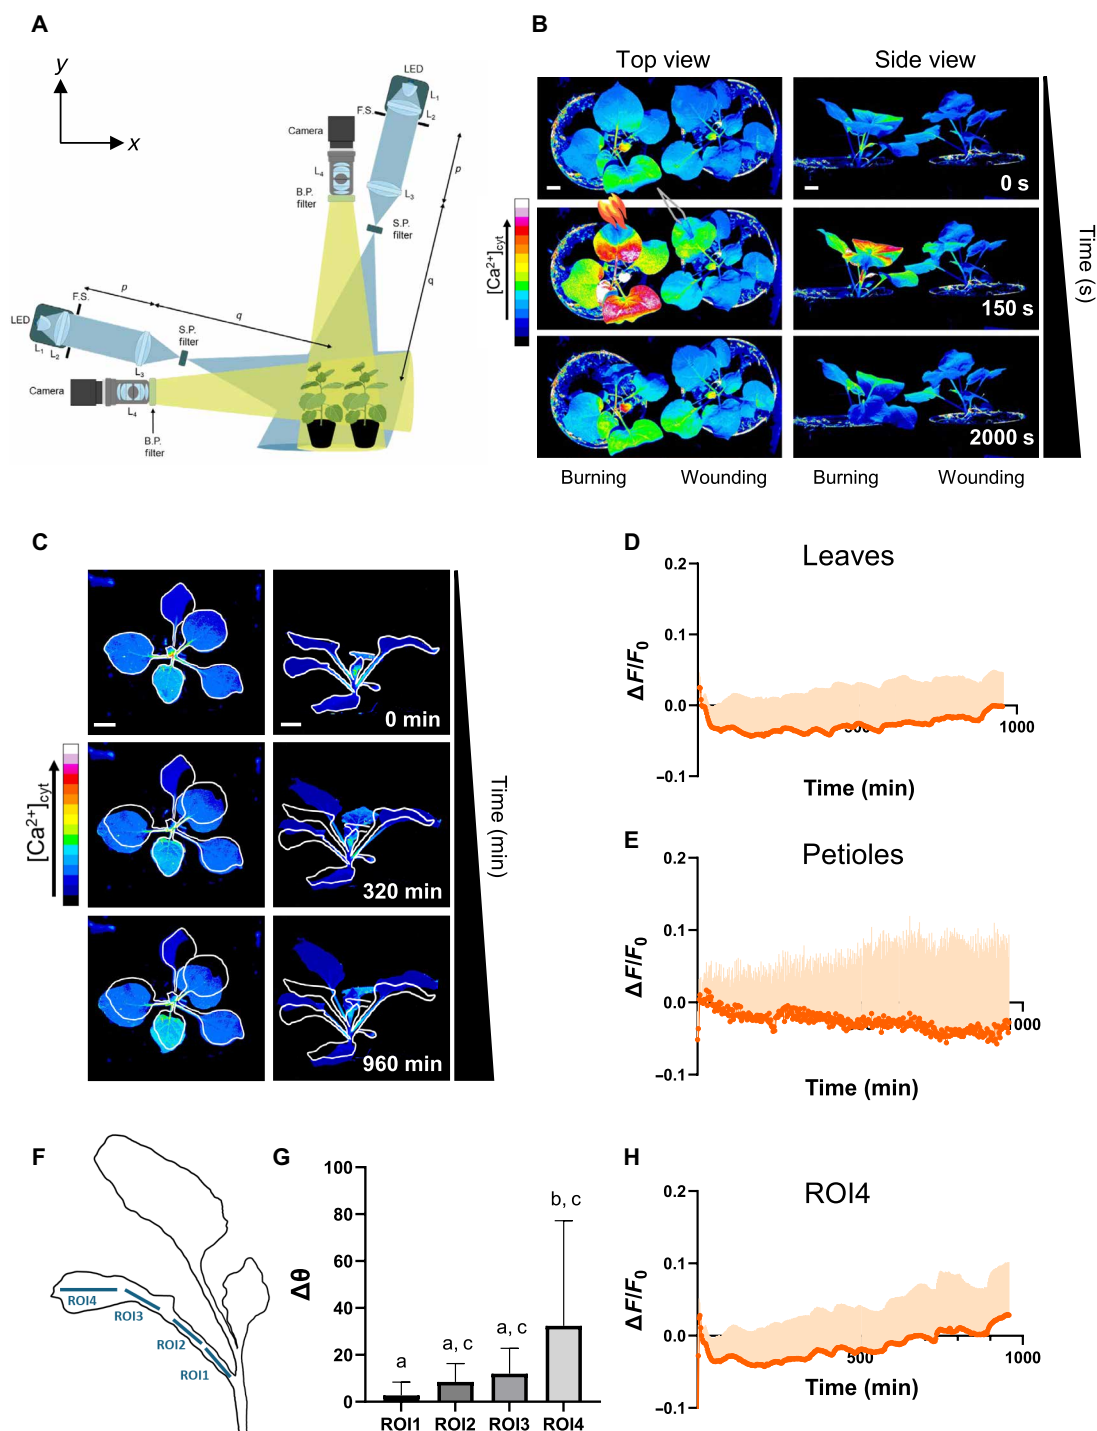 A
y
x
LED
L1
L2
F.S.
Camera
p
L4
L3
B.P.
filter
S.P.
filter
q
p
F.S.
q
LED
S.P.
filter
L1
L2
L3
Camera
L4
B.P.
filter
B
Top view
Side view
0 s
[Ca2+]cyt
150 s
Time (s)
2000 s
Burning
Wounding
Burning
Wounding
C
0 min
[Ca2+]cyt
320 min
Time (min)
960 min
D
Leaves
0.2
0.1
ΔF/F0
0.0
500
1000
–0.1
Time (min)
E
Petioles
0.2
0.1
ΔF/F0
0.0
1000
–0.1
Time (min)
F
ROI4
ROI3
ROI2
ROI1
G
100
80
60
Δθ
40
20
0
a
a, c
a, c
b, c
ROI1
ROI2
ROI3
ROI4
H
ROI4
0.2
0.1
ΔF/F0
0.0
500
1000
–0.1
Time (min)